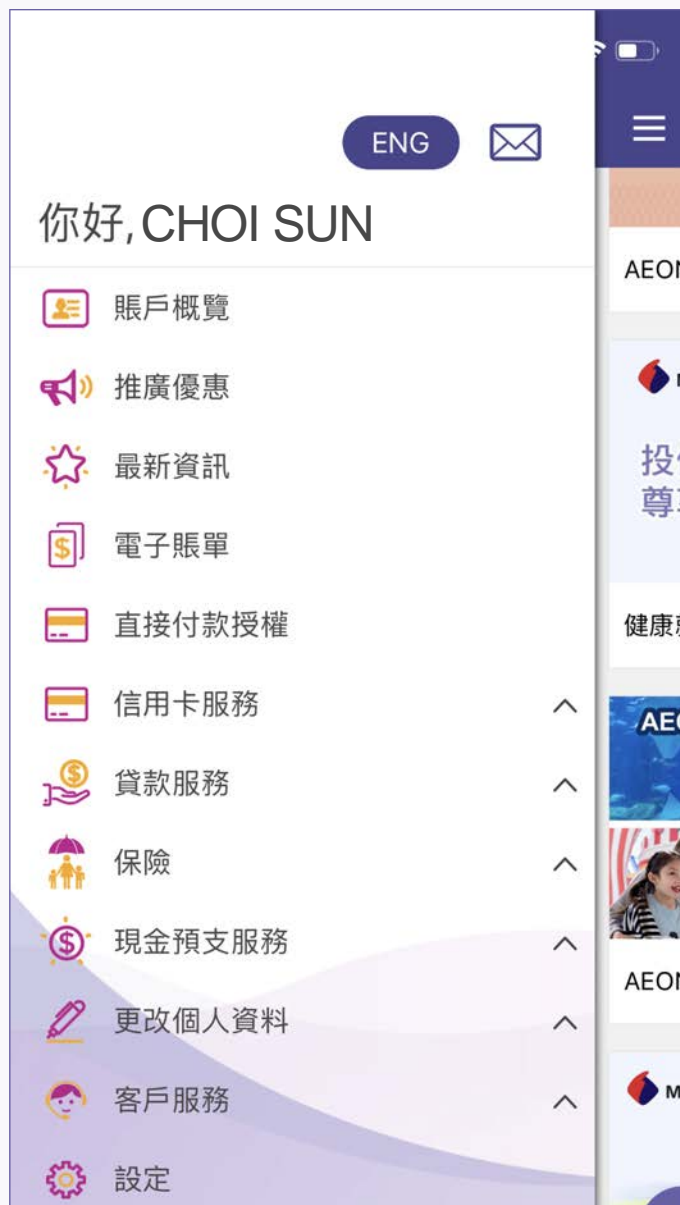 ENG
你好, CHOI SUN
賬戶概覽
推廣優惠
最新資訊
電子賬單
直接付款授權
信用卡服務
貸款服務
保險
現金預支服務
更改個人資料
客戶服務
設定
AEON
M
投
尊
健康
AEO
AEON
M